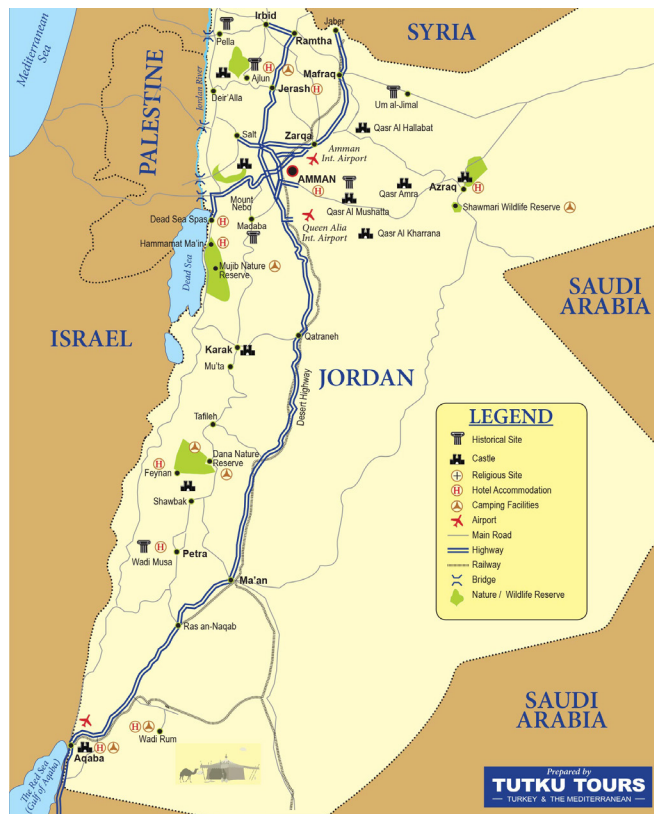 Mediterranean
Sea
Irbid
Jaber
SYRIA
Pella
Ramtha
PALESTINE
Jordan River
Ajlun
Mafraq
Jerash
Deir'Alla
Um al-Jimal
Salt
Zarqa
Qasr Al Hallabat
Amman
Int. Airport
AMMAN
Azraq
Qasr Amra
Mount
Nebo
Qasr Al Mushatta
Shawmari Wildlife Reserve
Dead Sea Spas
Madaba
Queen Alia
Int. Airport
Qasr Al Kharrana
Hammamat Ma'in
Dead Sea
Mujib Nature
Reserve
SAUDI
ARABIA
ISRAEL
Qatraneh
Karak
Mu'ta
JORDAN
Desert Highway
Tafileh
Dana Nature
Reserve
Feynan
Shawbak
Petra
Wadi Musa
Ma'an
Ras an-Naqab
LEGEND
Historical Site
Castle
Religious Site
H
Hotel Accommodation
Camping Facilities
Airport
Main Road
Highway
Railway
Bridge
Nature / Wildlife Reserve
Wadi Rum
Aqaba
The Red Sea
(Gulf of Aqaba)
SAUDI
ARABIA
Prepared by
TUTKU TOURS
TURKEY & THE MEDITERRANEAN